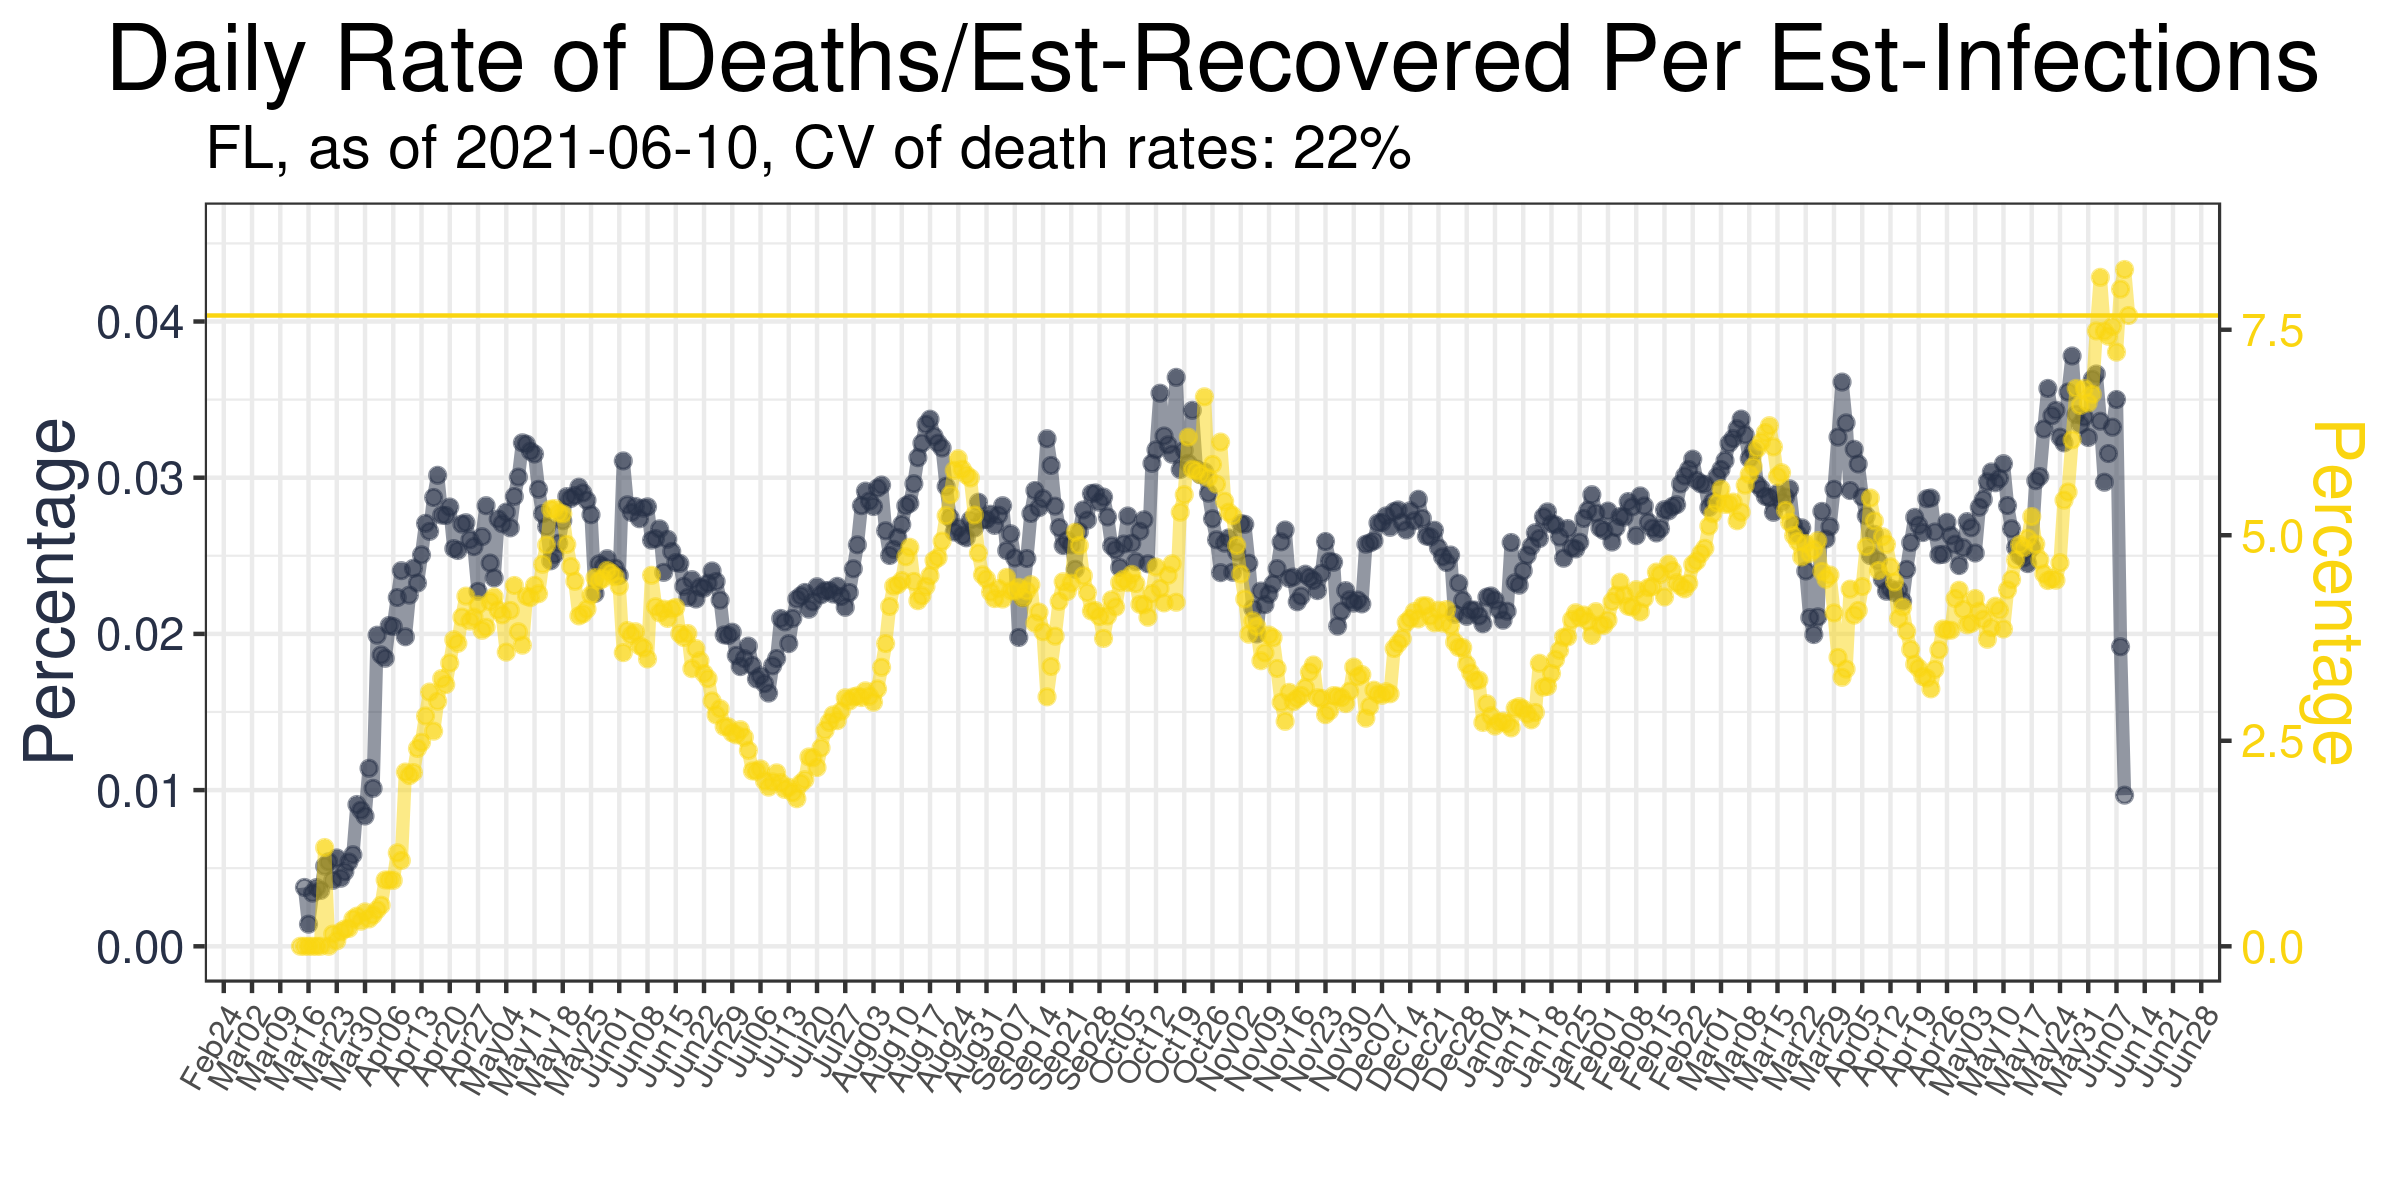 Daily Rate of Deaths/Est-Recovered Per Est-Infections
FL, as of 2021-06-10, CV of death rates: 22%
Percentage
0.04
0.03
0.02
0.01
0.00
7.5
5.0
2.5
0.0
Percentage
Feb24
Mar02
Mar09
Mar16
Mar23
Mar30
Apr06
Apr13
Apr20
Apr27
May04
May11
May18
May25
Jun01
Jun08
Jun15
Jun22
Jun29
Jul06
Jul13
Jul20
Jul27
Aug03
Aug10
Aug17
Aug24
Aug31
Sep07
Sep14
Sep21
Sep28
Oct05
Oct12
Oct19
Oct26
Nov02
Nov09
Nov16
Nov23
Nov30
Dec07
Dec14
Dec21
Dec28
Jan04
Jan11
Jan18
Jan25
Feb01
Feb08
Feb15
Feb22
Mar01
Mar08
Mar15
Mar22
Mar29
Apr05
Apr12
Apr19
Apr26
May03
May10
May17
May24
May31
Jun07
Jun14
Jun21
Jun28